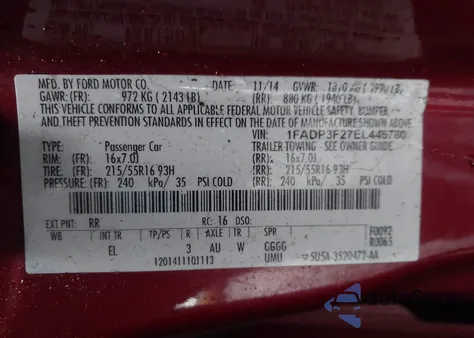 MFD. BY FORD MOTOR CO.
DATE: 11/14 GVWR:
GAWR: (FR) 972 KG ( 2143 LB) (RR) 880 KG ( 1940 LB)
THIS VEHICLE CONFORMS TO ALL APPLICABLE FEDERAL MOTOR VEHICLE SAFETY, BUMPER,
AND THEFT PREVENTION STANDARDS IN EFFECT ON THE DATE OF MANUFACTURE SHOWN ABOVE.
VIN: 1FADP3F27EL446780
TYPE: Passenger Car TRAILER TOWING - SEE OWNER GUIDE
RIM: (FR) 16x7.0J (RR) 16x7.0J
TIRE: (FR) 215/55R16 93H (RR) 215/55R16 93H
PRESSURE: (FR) 240 kPa/ 35 PSI COLD (RR) 240 kPa/ 35 PSI COLD
EXT PNT: RR RC: 16 DSO:
WB INT TR TP/PS R AXLE TR SPR F0092
EL 3 AU W GGGG R0065
1201411101113 UMU 5U5A-3520472-AA